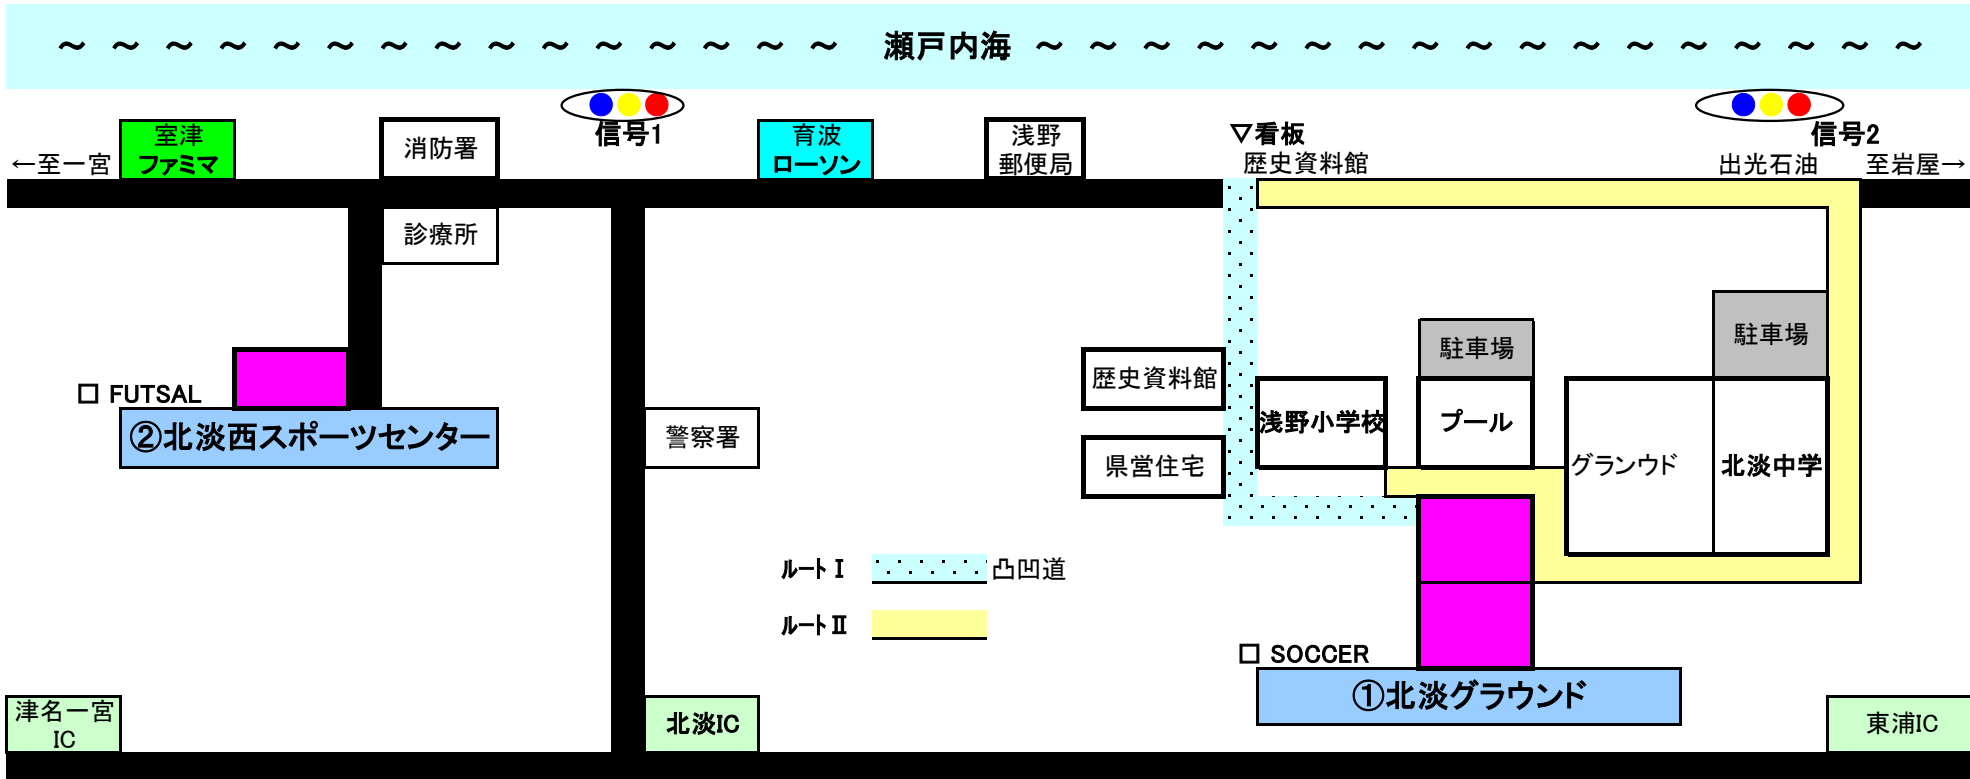 ～ ～ ～ ～ ～ ～ ～ ～ ～ ～ ～ ～ ～ ～ ～ 瀬戸内海 ～ ～ ～ ～ ～ ～ ～ ～ ～ ～ ～ ～ ～ ～ ～ ～ ～
室津
ファミマ
消防署
信号1
育波
ローソン
浅野
郵便局
▽看板
歴史資料館
信号2
←至一宮
出光石油
至岩屋→
診療所
駐車場
駐車場
歴史資料館
□ FUTSAL
②北淡西スポーツセンター
警察署
浅野小学校
プール
グランウド
北淡中学
県営住宅
ルートⅠ
凸凹道
ルートⅡ
□ SOCCER
①北淡グラウンド
津名一宮
IC
北淡IC
東浦IC